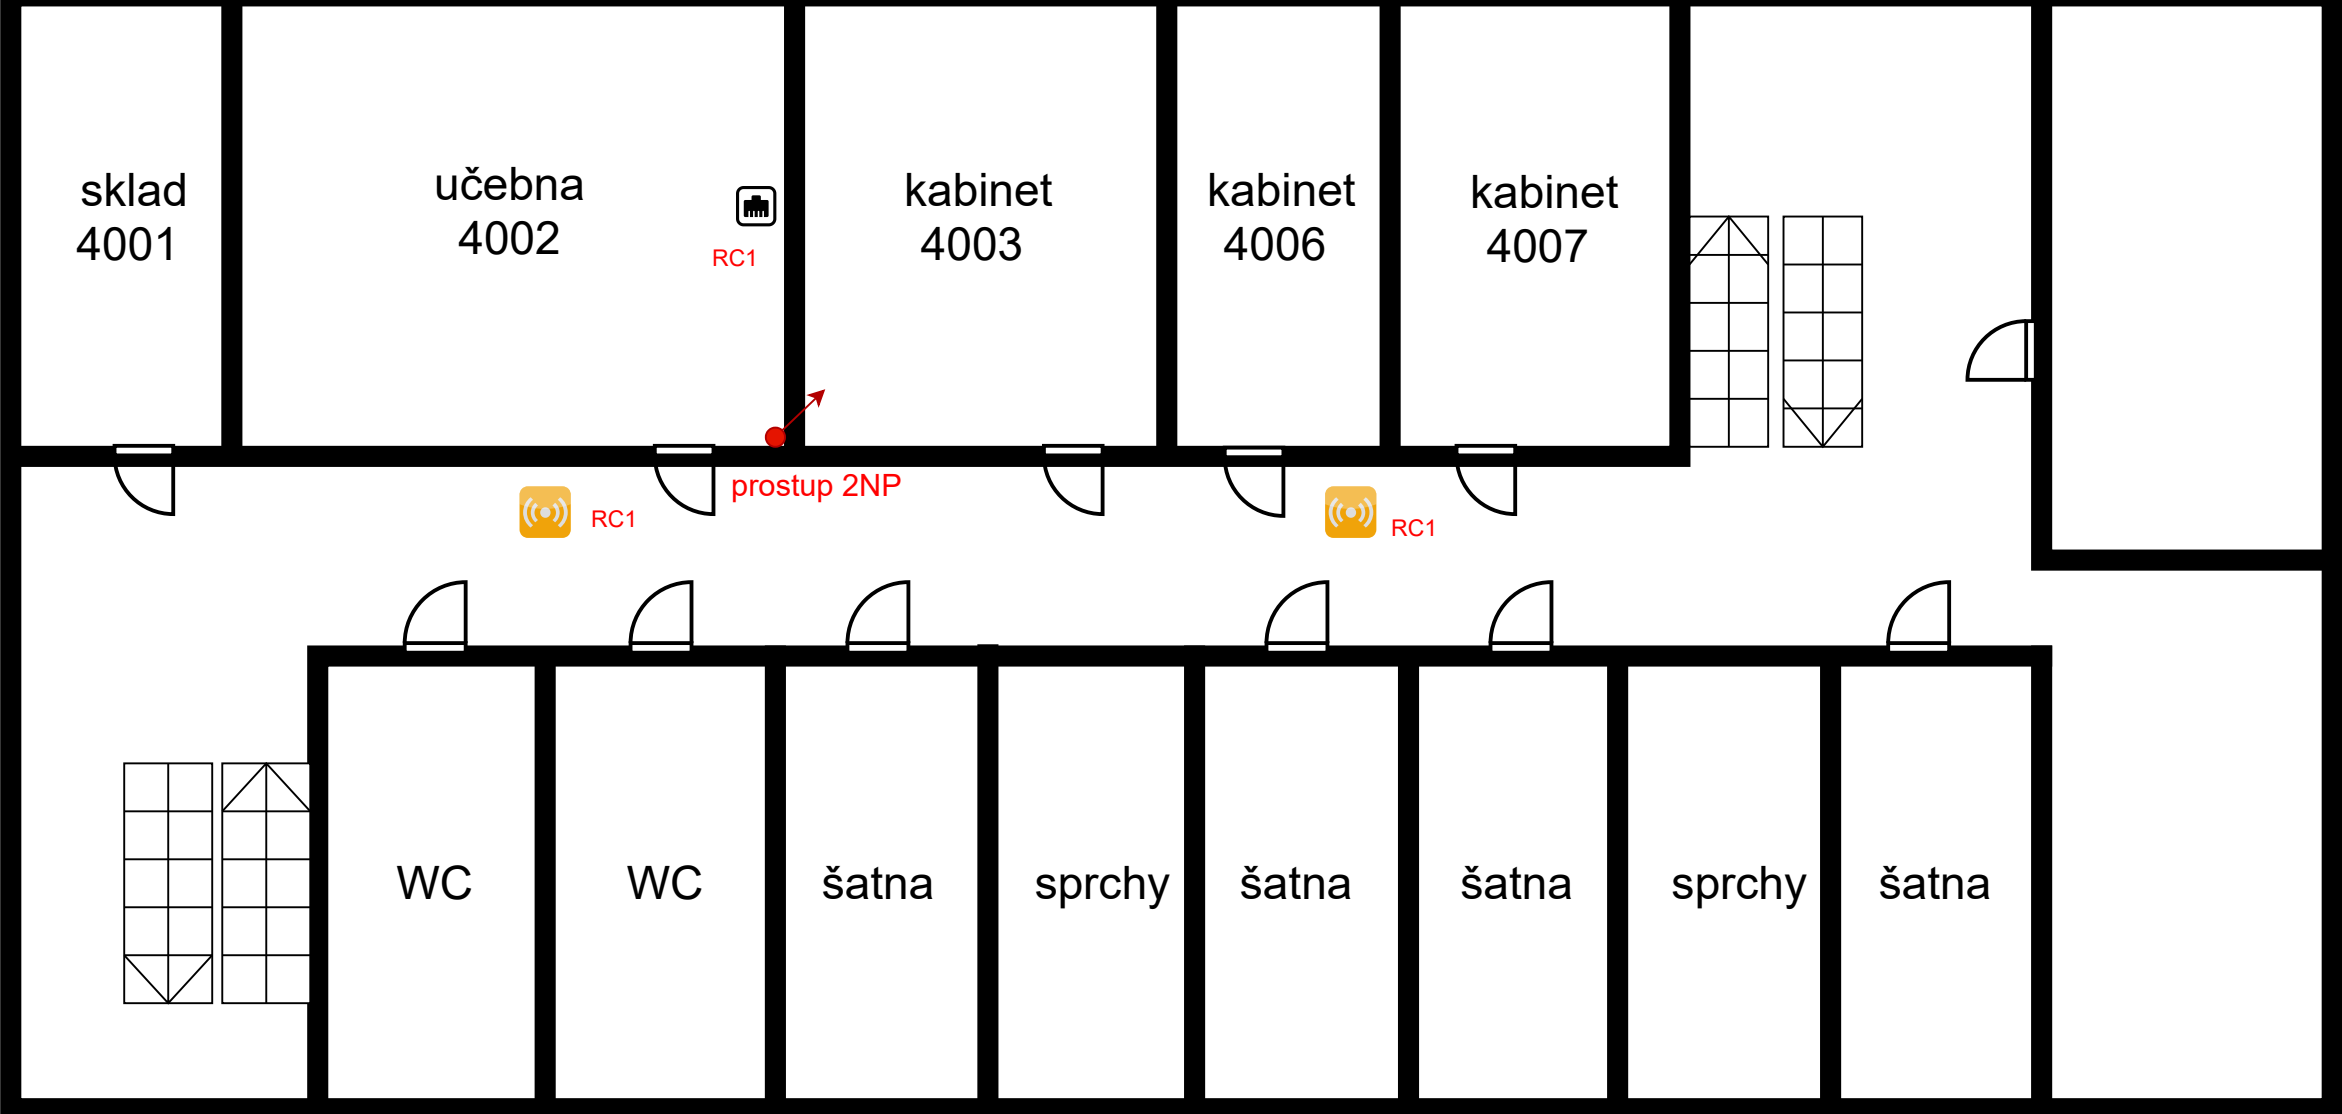 sklad
4001
učebna
4002
RC1
kabinet
4003
kabinet
4006
kabinet
4007
prostup 2NP
RC1
RC1
WC
WC
šatna
sprchy
šatna
šatna
sprchy
šatna